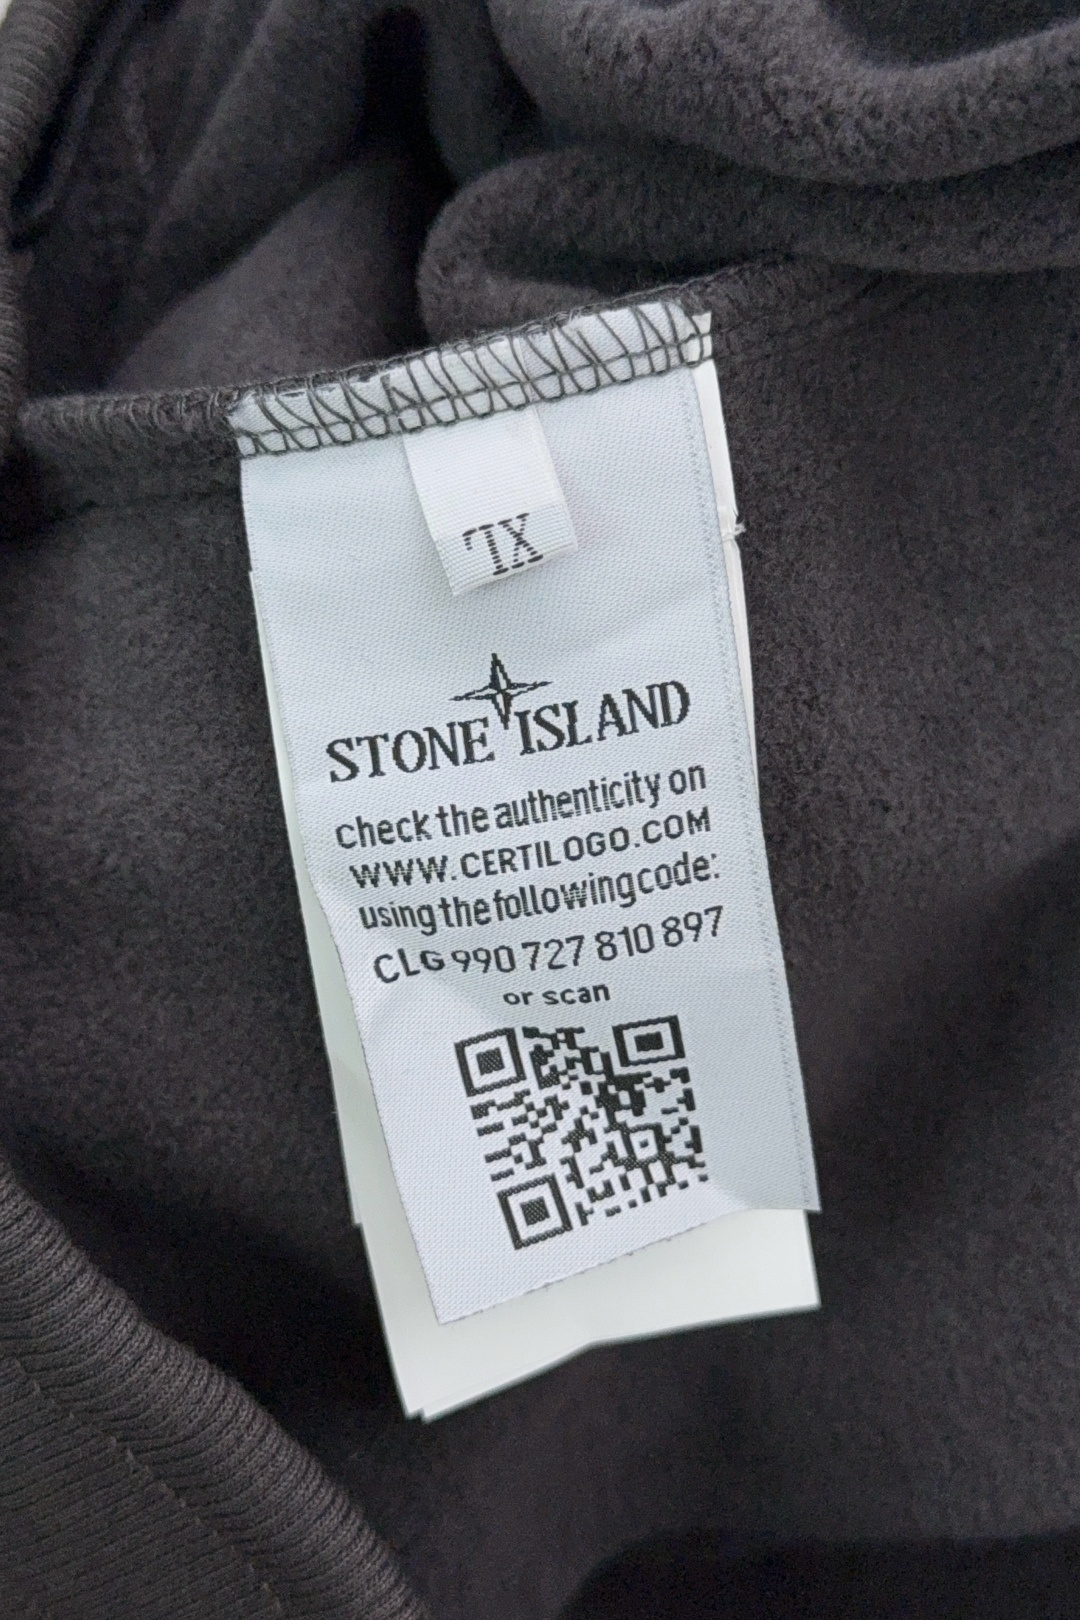 XL
STONE ISLAND
check the authenticity on
WWW.CERTILOGO.COM
using the following code:
CLG 990 727 810 897
or scan